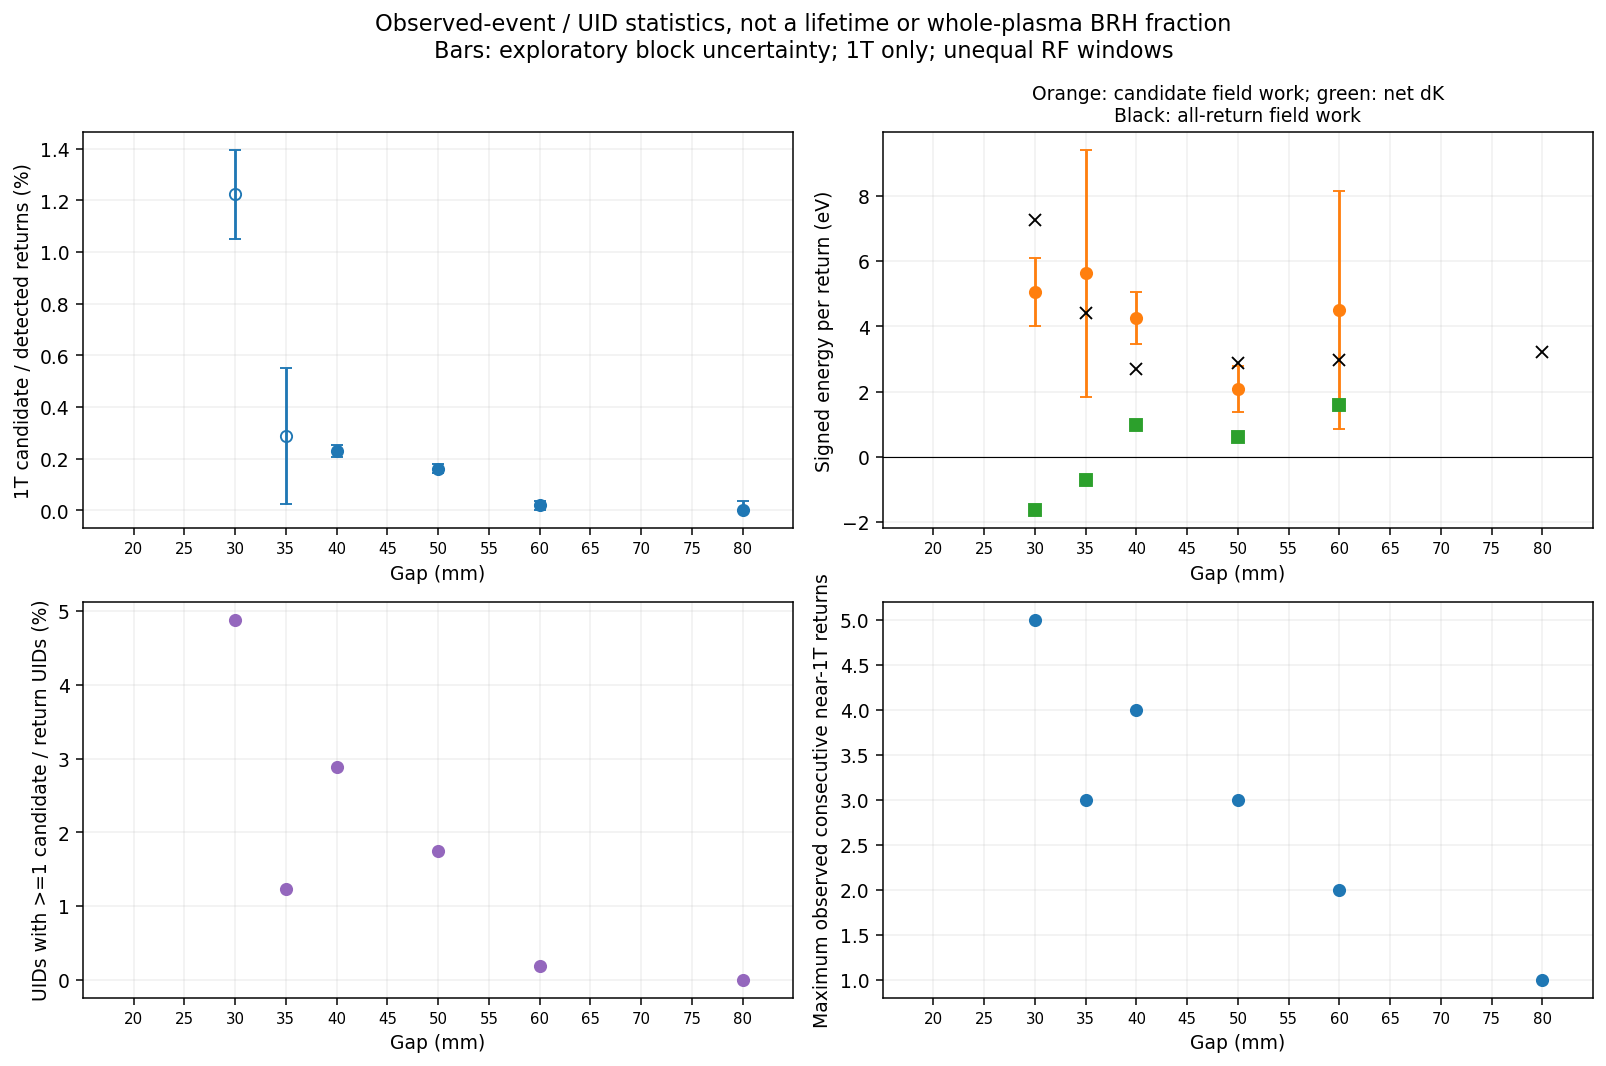 Observed-event / UID statistics, not a lifetime or whole-plasma BRH fraction
Bars: exploratory block uncertainty; 1T only; unequal RF windows
1T candidate / detected returns (%)
1.4
1.2
1.0
0.8
0.6
0.4
0.2
0.0
20 25 30 35 40 45 50 55 60 65 70 75 80
Gap (mm)
Orange: candidate field work; green: net dK
Black: all-return field work
Signed energy per return (eV)
8
6
4
2
0
−2
20 25 30 35 40 45 50 55 60 65 70 75 80
Gap (mm)
UIDs with >=1 candidate / return UIDs (%)
5
4
3
2
1
0
20 25 30 35 40 45 50 55 60 65 70 75 80
Gap (mm)
Maximum observed consecutive near-1T returns
5.0
4.5
4.0
3.5
3.0
2.5
2.0
1.5
1.0
20 25 30 35 40 45 50 55 60 65 70 75 80
Gap (mm)